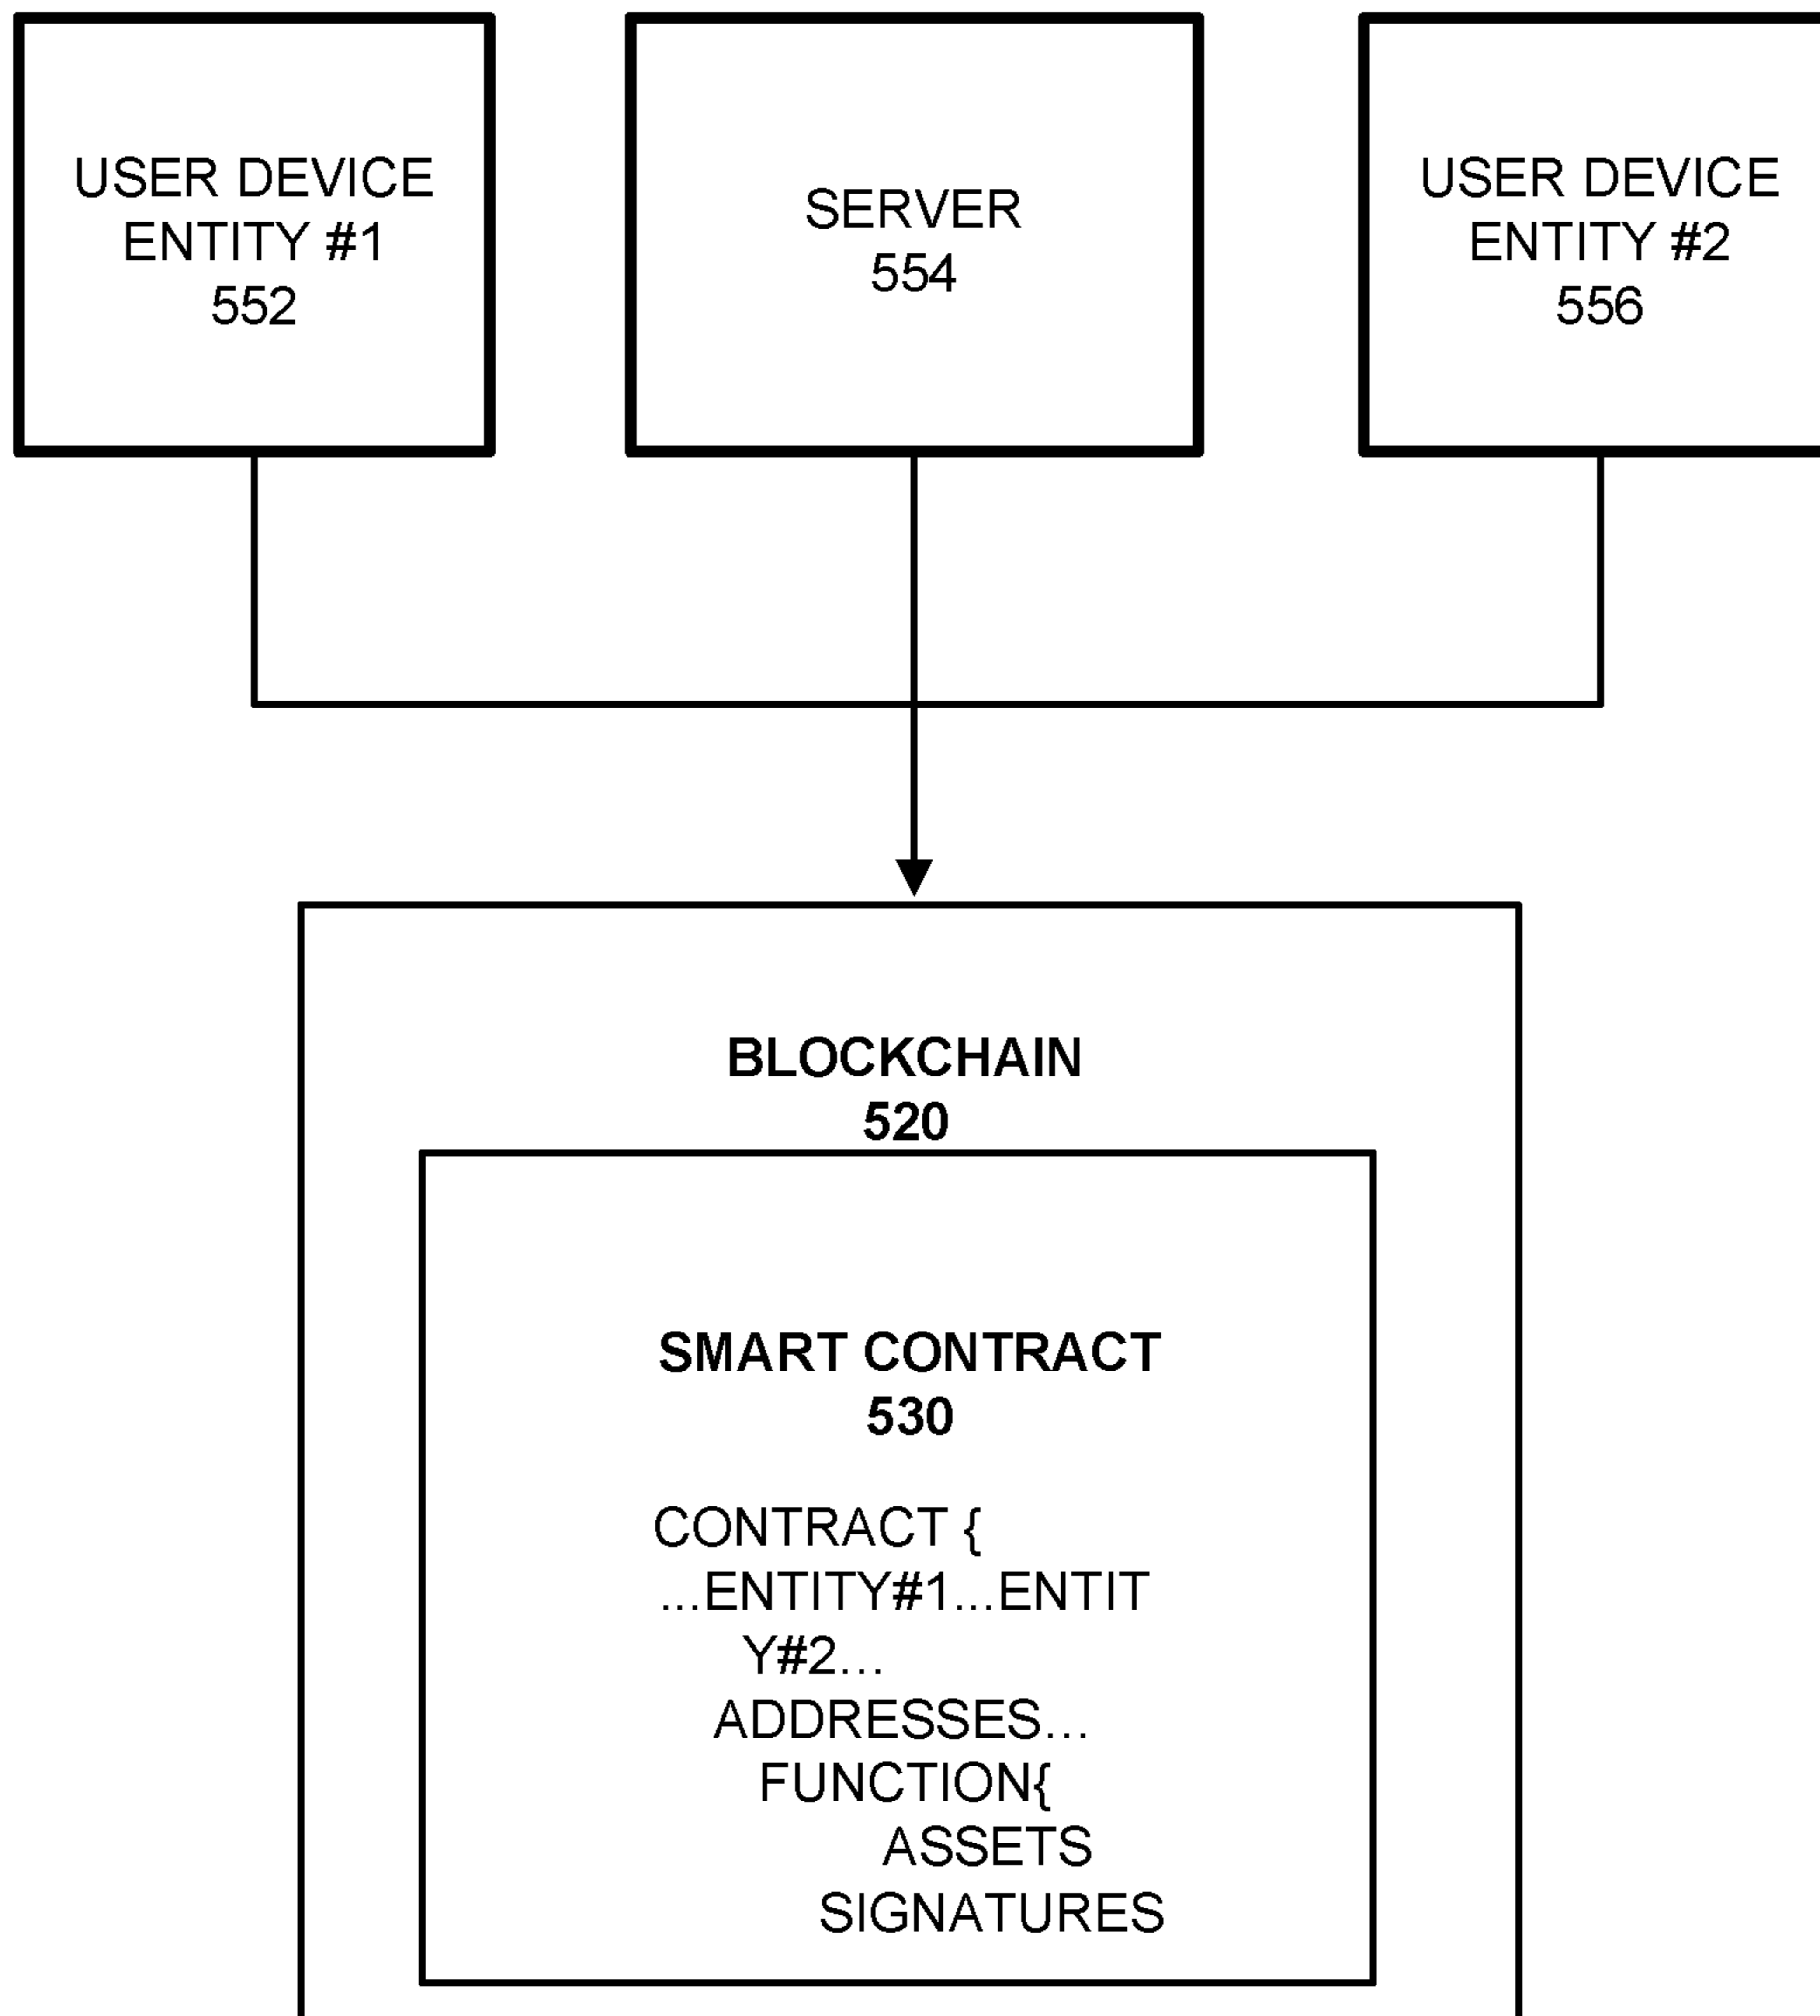 USER DEVICE
ENTITY #1
552
SERVER
554
USER DEVICE
ENTITY #2
556
BLOCKCHAIN
520
SMART CONTRACT
530
CONTRACT {
...ENTITY#1...ENTIT
Y#2...
ADDRESSES...
FUNCTION{
ASSETS
SIGNATURES